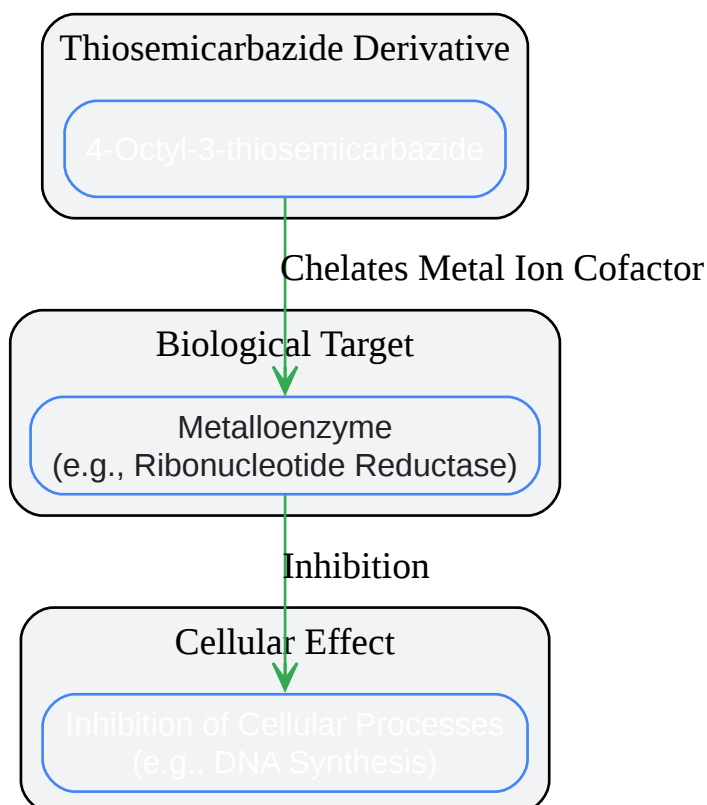 Thiosemicarbazide Derivative
4-Octyl-3-thiosemicarbazide
Chelates Metal Ion Cofactor
Biological Target
Metalloenzyme
(e.g., Ribonucleotide Reductase)
Inhibition
Cellular Effect
Inhibition of Cellular Processes
(e.g., DNA Synthesis)